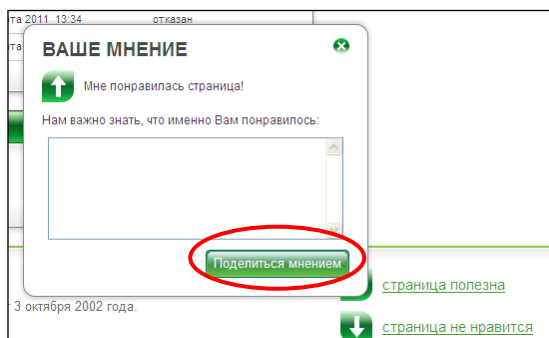 та 2011 13:34 отказан
та
ВАШЕ МНЕНИЕ
Мне понравилась страница!
Нам важно знать, что именно Вам понравилось:
Поделиться мнением
страница полезна
3 октября 2002 года.
страница не нравится